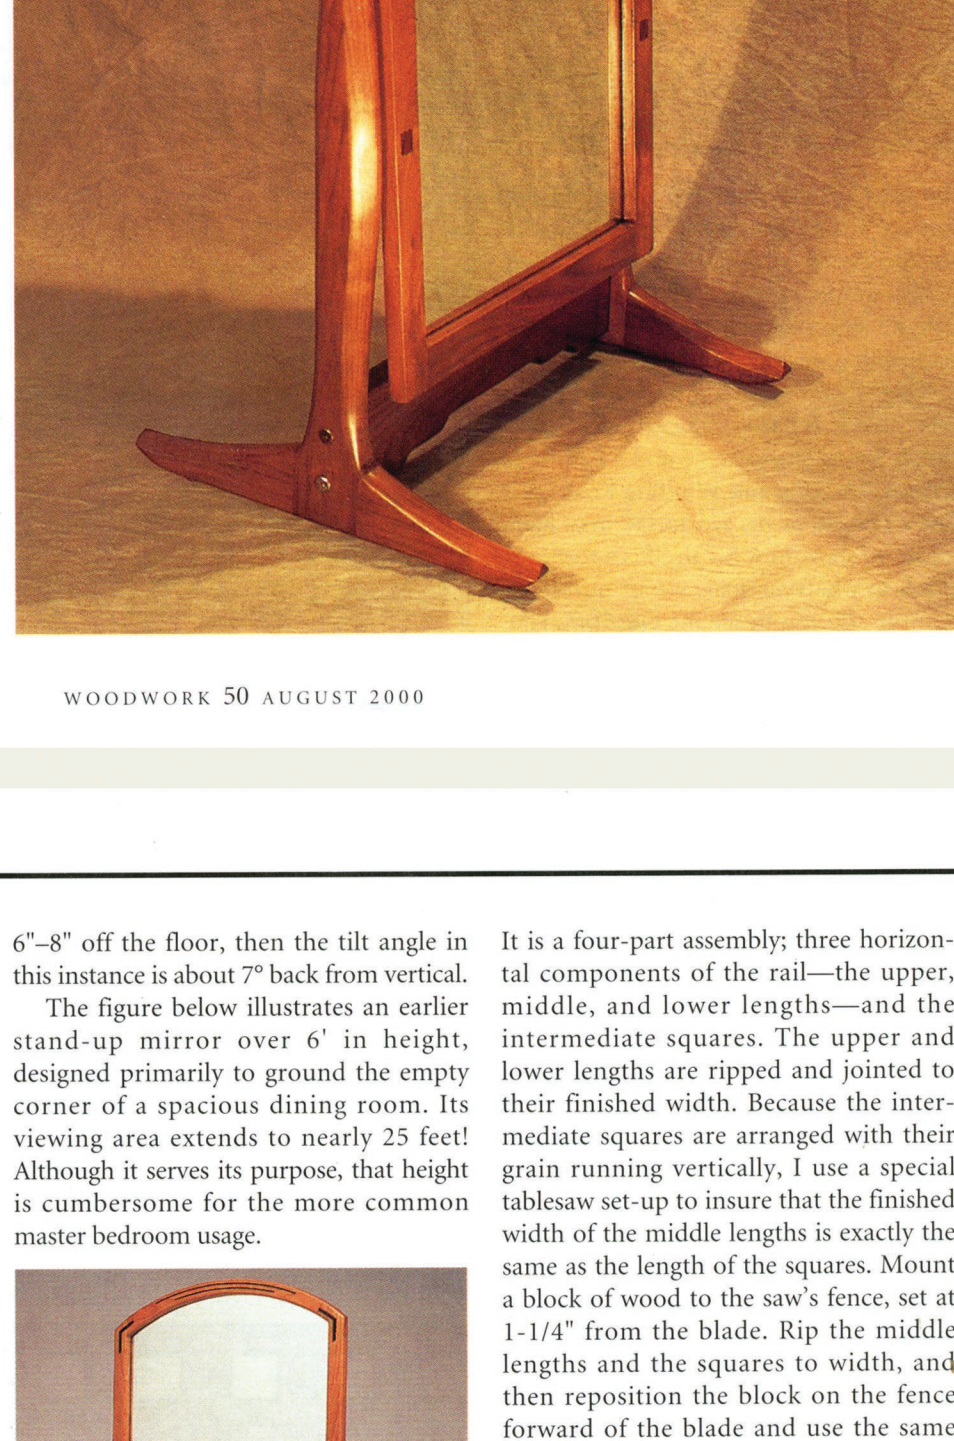 WOODWORK 50 AUGUST 2000
6"–8" off the floor, then the tilt angle in
this instance is about 7° back from vertical.
The figure below illustrates an earlier
stand-up mirror over 6' in height,
designed primarily to ground the empty
corner of a spacious dining room. Its
viewing area extends to nearly 25 feet!
Although it serves its purpose, that height
is cumbersome for the more common
master bedroom usage.
It is a four-part assembly; three horizon-
tal components of the rail—the upper,
middle, and lower lengths—and the
intermediate squares. The upper and
lower lengths are ripped and jointed to
their finished width. Because the inter-
mediate squares are arranged with their
grain running vertically, I use a special
tablesaw set-up to insure that the finished
width of the middle lengths is exactly the
same as the length of the squares. Mount
a block of wood to the saw's fence, set at
1-1/4" from the blade. Rip the middle
lengths and the squares to width, and
then reposition the block on the fence
forward of the blade and use the same